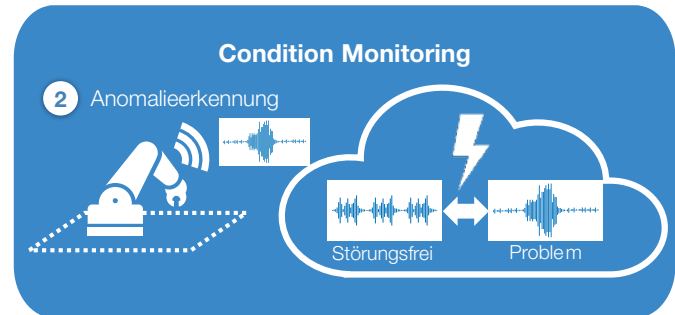 Condition Monitoring
2 Anomalieerkennung
Störungsfrei
Problem